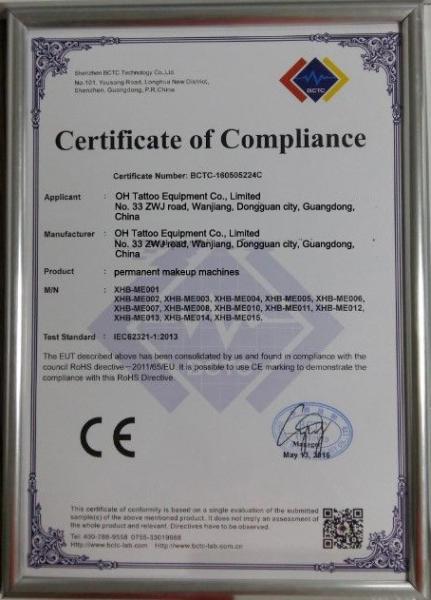 Shenzhen BCTC Technology Co.,Ltd
No.101, Yousong Road, Longhua New District,
Shenzhen, Guangdong, P.R.China
BCTC
Certificate of Compliance
Certificate Number: BCTC-160505224C
Applicant : OH Tattoo Equipment Co., Limited
No. 33 ZWJ road, Wanjiang, Dongguan city, Guangdong,
China
Manufacturer : OH Tattoo Equipment Co., Limited
No. 33 ZWJ road, Wanjiang, Dongguan city, Guangdong,
China
Product : permanent makeup machines
M/N : XHB-ME001
XHB-ME002, XHB-ME003, XHB-ME004, XHB-ME005, XHB-ME006,
XHB-ME007, XHB-ME008, XHB-ME010, XHB-ME011, XHB-ME012,
XHB-ME013, XHB-ME014, XHB-ME015.
Test Standard : IEC62321-1:2013
The EUT described above has been consolidated by us and found in compliance with the
council RoHS directive-2011/65/EU. It is possible to use CE marking to demonstrate the
compliance with this RoHS Directive.
CE
Manager
May 13, 2016
This certificate of conformity is based on a single evaluation of the submitted
sample(s) of the above mentioned product. It does not imply an assessment of
the whole product and relevant. Directives have to be observed.
Tel: 400-788-9558 0755-33019988
Http://www.bctc-lab.com Http://www.bctc-lab.com.cn